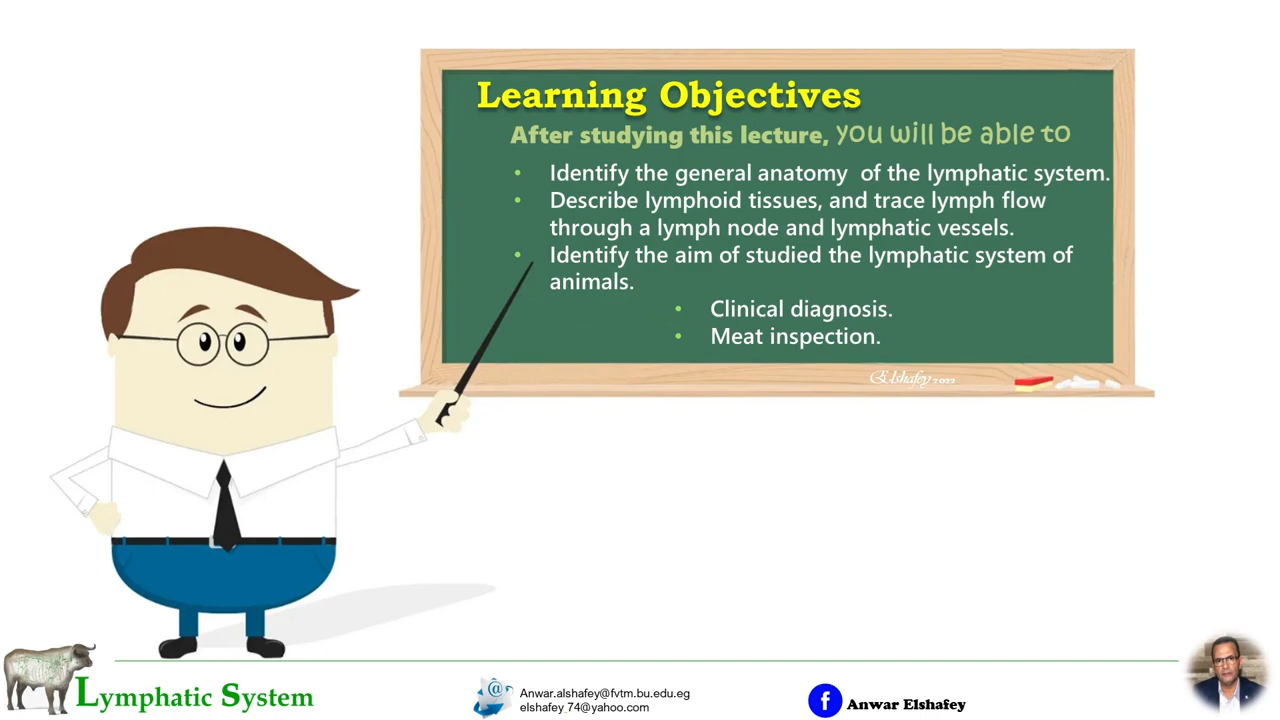 Learning Objectives
After studying this lecture, you will be able to
• Identify the general anatomy of the lymphatic system.
• Describe lymphoid tissues, and trace lymph flow
through a lymph node and lymphatic vessels.
• Identify the aim of studied the lymphatic system of
animals.
• Clinical diagnosis.
• Meat inspection.
Elshafey 2022
Lymphatic System
@
Anwar.alshafey@fvtm.bu.edu.eg
elshafey_74@yahoo.com
f Anwar Elshafey